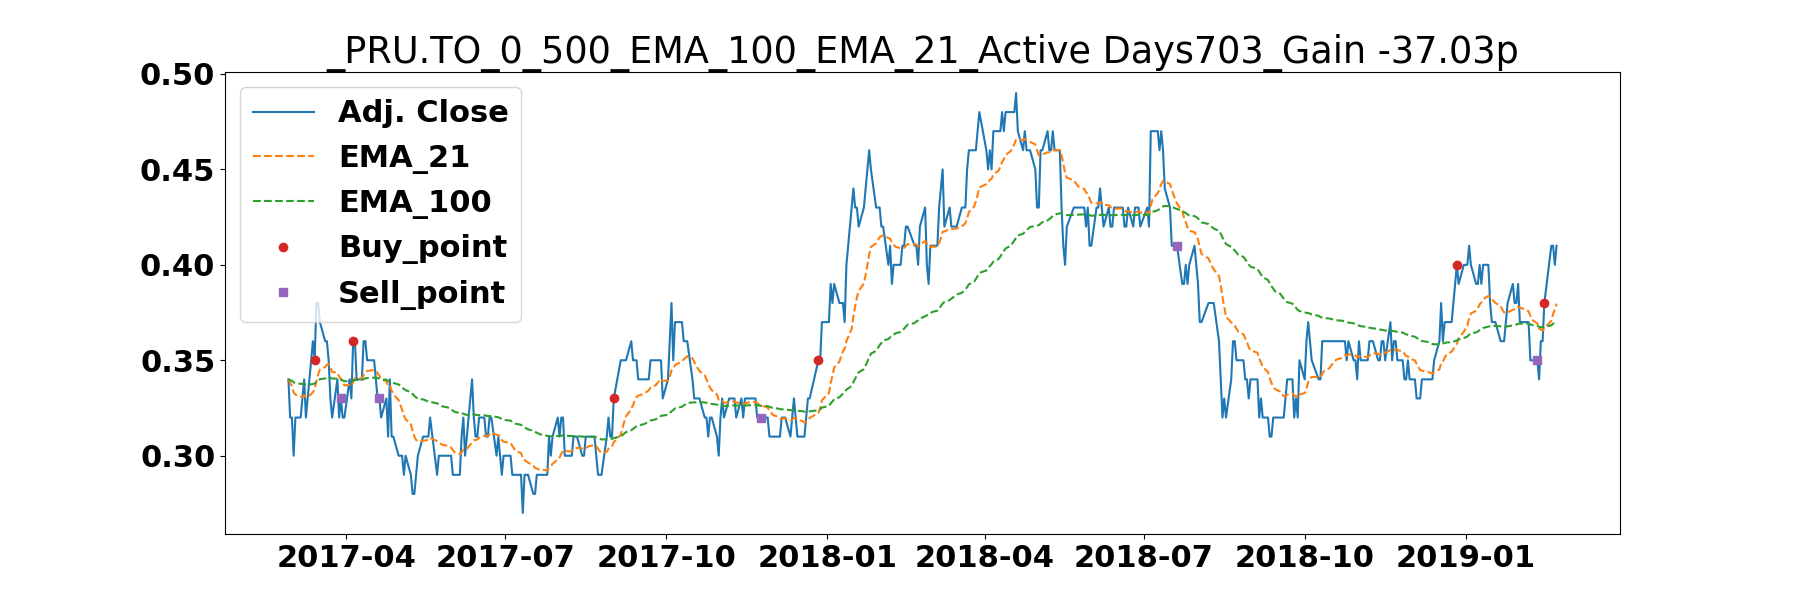 _PRU.TO_0_500_EMA_100_EMA_21_Active Days703_Gain -37.03p
0.50
0.45
0.40
0.35
0.30
Adj. Close
EMA_21
EMA_100
Buy_point
Sell_point
2017-04 2017-07 2017-10 2018-01 2018-04 2018-07 2018-10 2019-01